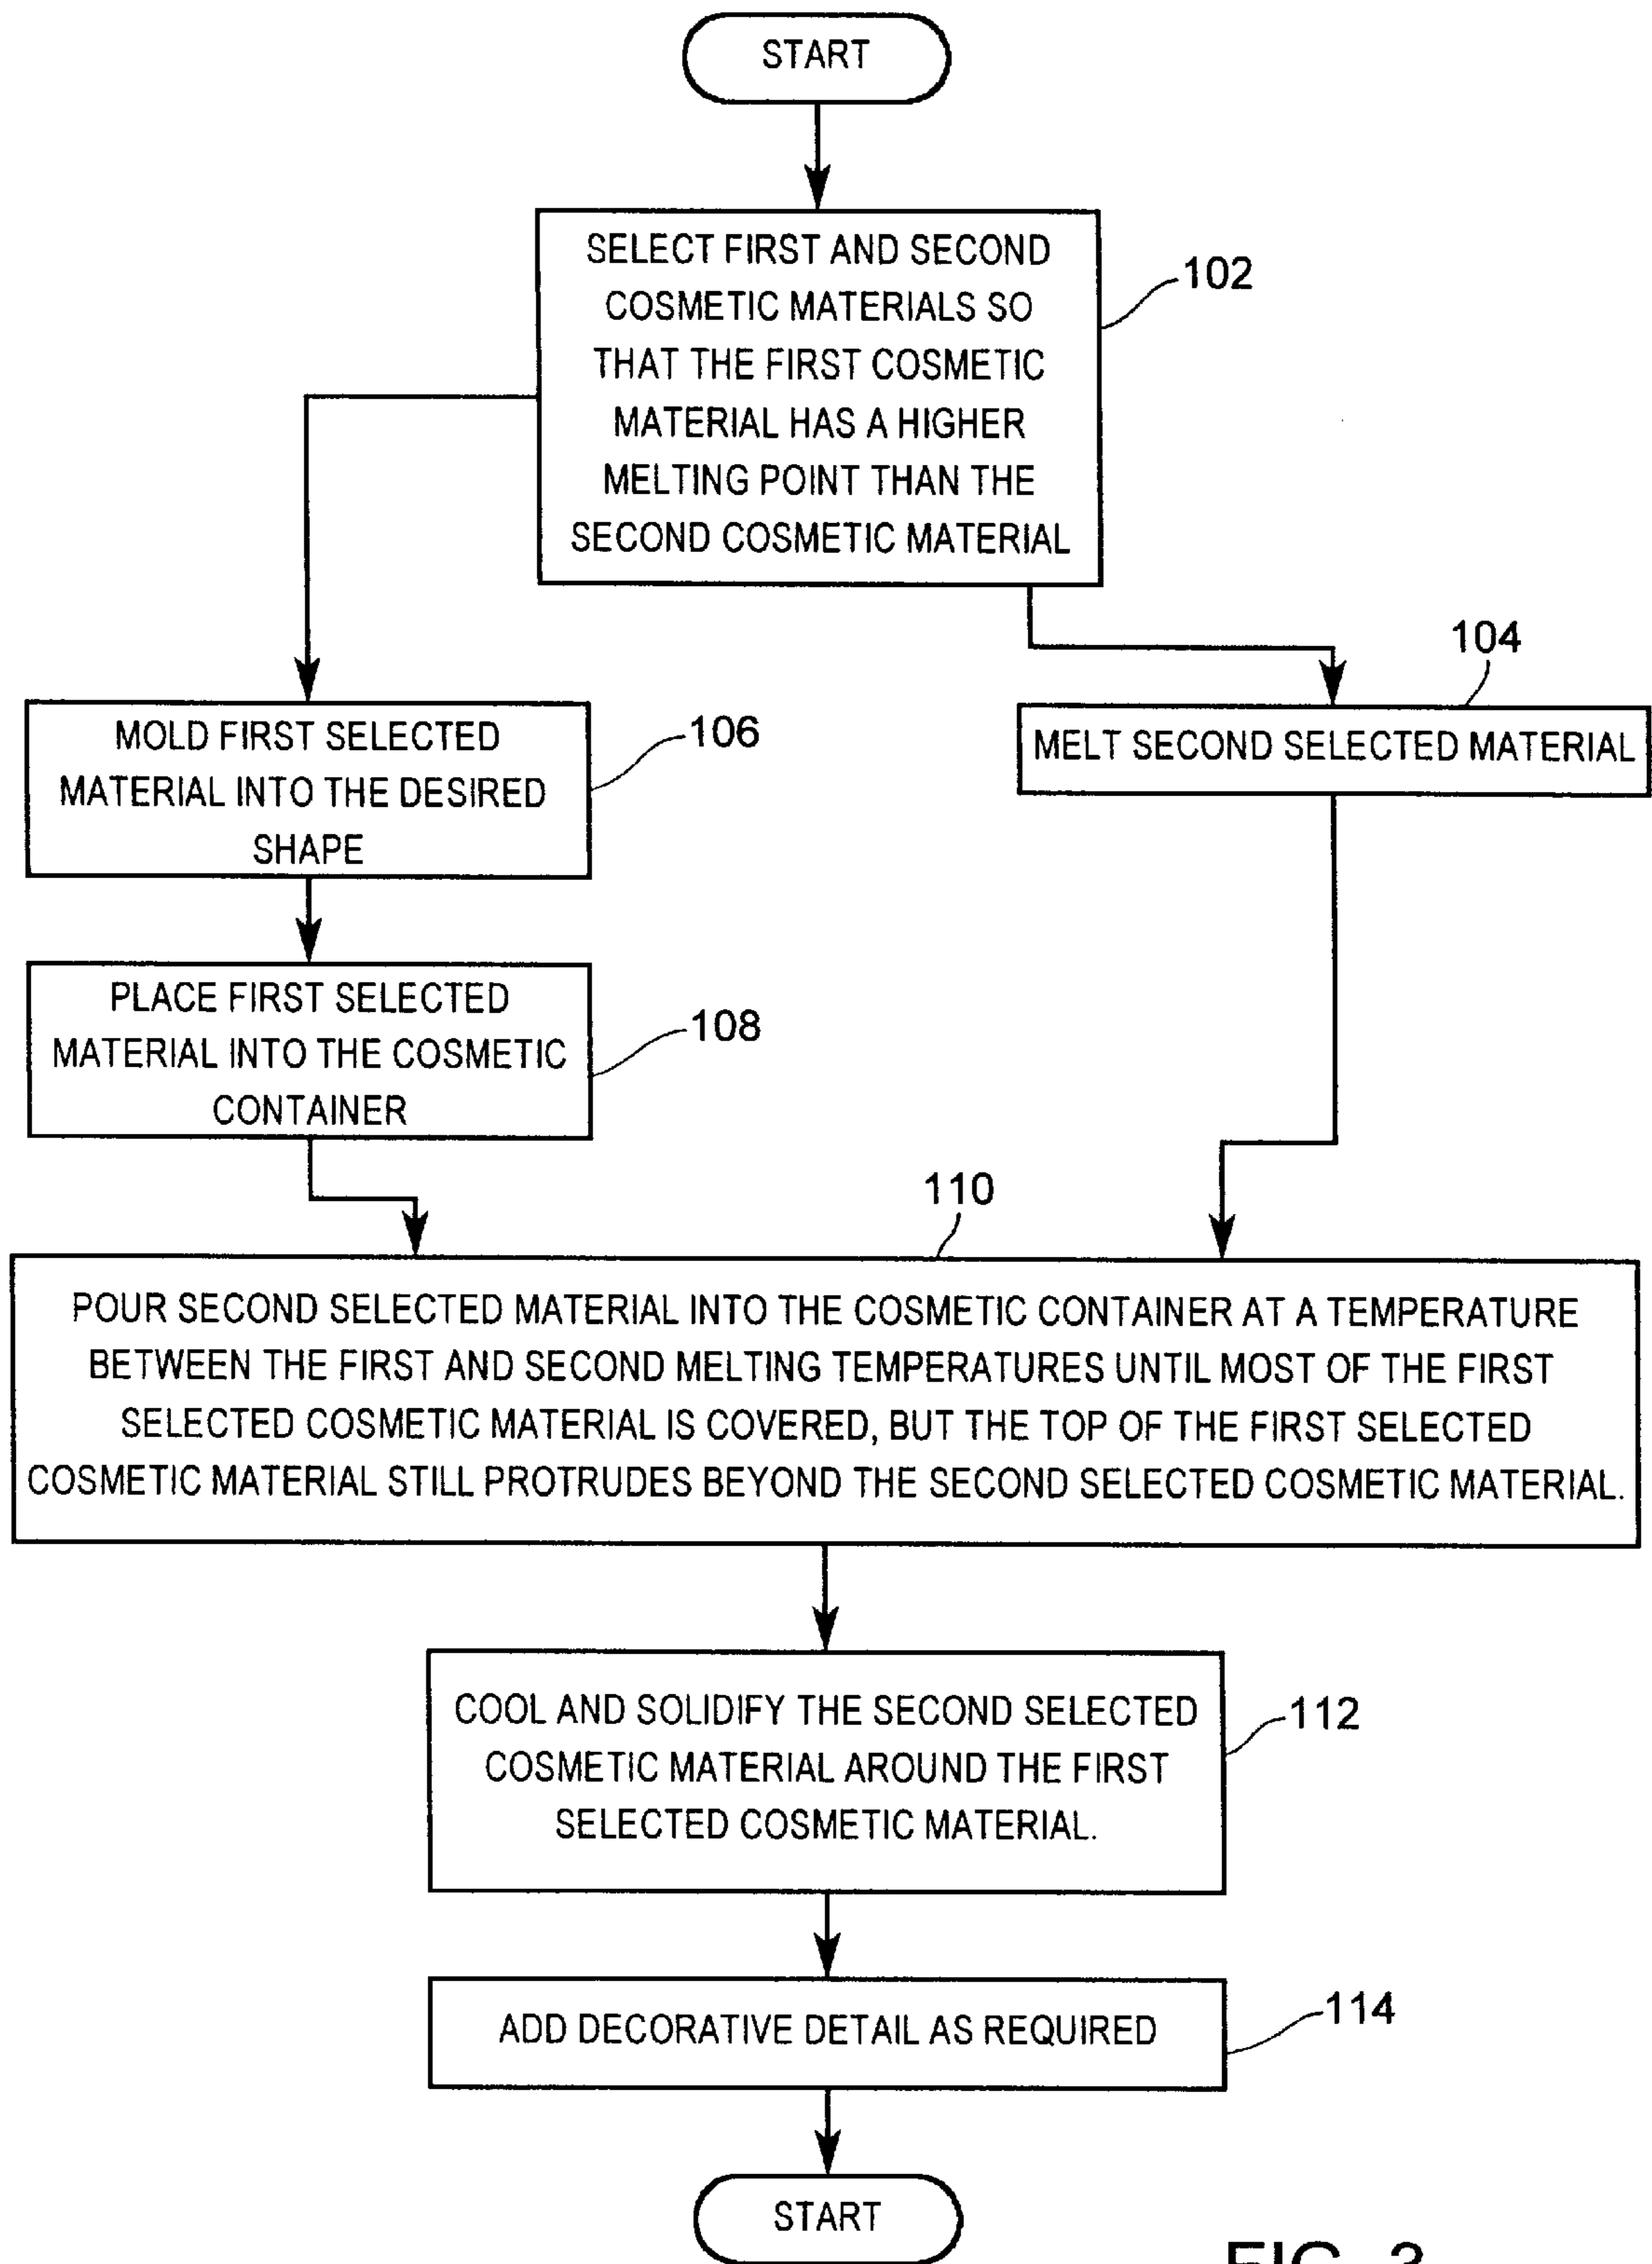 START
SELECT FIRST AND SECOND
COSMETIC MATERIALS SO
THAT THE FIRST COSMETIC
MATERIAL HAS A HIGHER
MELTING POINT THAN THE
SECOND COSMETIC MATERIAL
102
104
MELT SECOND SELECTED MATERIAL
MOLD FIRST SELECTED
MATERIAL INTO THE DESIRED
SHAPE
106
PLACE FIRST SELECTED
MATERIAL INTO THE COSMETIC
CONTAINER
108
110
POUR SECOND SELECTED MATERIAL INTO THE COSMETIC CONTAINER AT A TEMPERATURE
BETWEEN THE FIRST AND SECOND MELTING TEMPERATURES UNTIL MOST OF THE FIRST
SELECTED COSMETIC MATERIAL IS COVERED, BUT THE TOP OF THE FIRST SELECTED
COSMETIC MATERIAL STILL PROTRUDES BEYOND THE SECOND SELECTED COSMETIC MATERIAL.
COOL AND SOLIDIFY THE SECOND SELECTED
COSMETIC MATERIAL AROUND THE FIRST
SELECTED COSMETIC MATERIAL.
112
ADD DECORATIVE DETAIL AS REQUIRED
114
START
FIG. 3